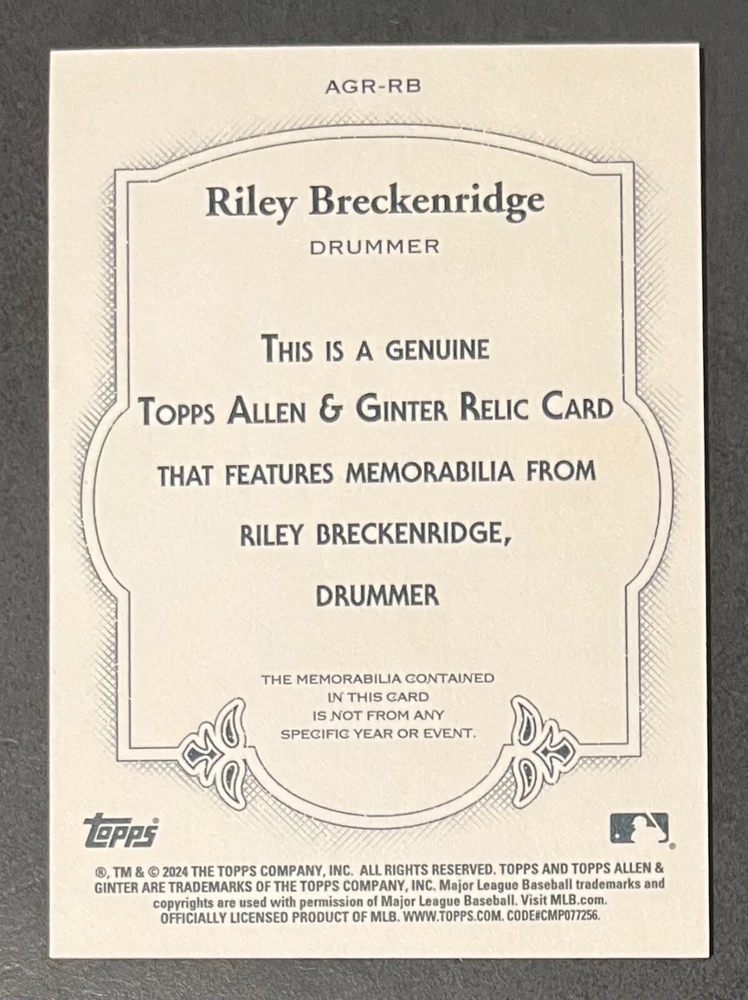 AGR-RB
Riley Breckenridge
DRUMMER
THIS IS A GENUINE
TOPPS ALLEN & GINTER RELIC CARD
THAT FEATURES MEMORABILIA FROM
RILEY BRECKENRIDGE,
DRUMMER
THE MEMORABILIA CONTAINED
IN THIS CARD
IS NOT FROM ANY
SPECIFIC YEAR OR EVENT.
topps
®
®, TM & © 2024 THE TOPPS COMPANY, INC. ALL RIGHTS RESERVED. TOPPS AND TOPPS ALLEN &
GINTER ARE TRADEMARKS OF THE TOPPS COMPANY, INC. Major League Baseball trademarks and
copyrights are used with permission of Major League Baseball. Visit MLB.com.
OFFICIALLY LICENSED PRODUCT OF MLB. WWW.TOPPS.COM. CODE#CMP077256.